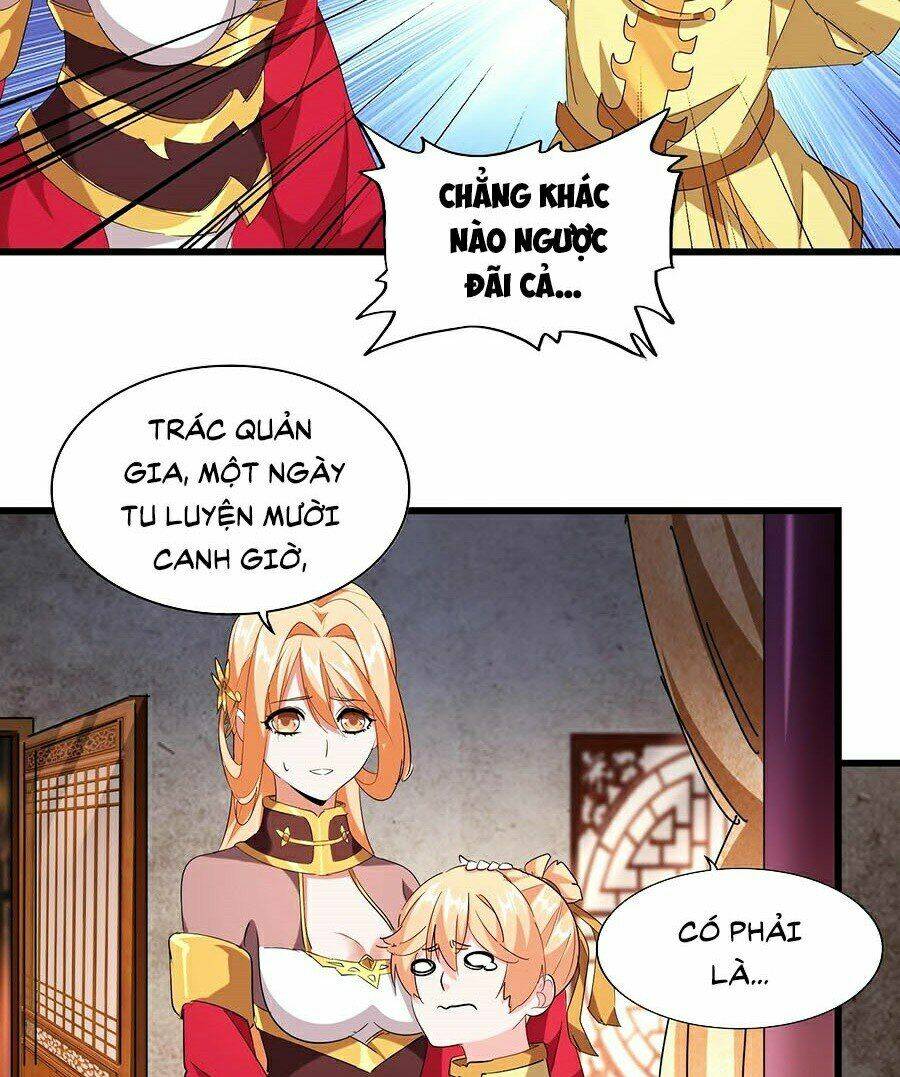 CHẲNG KHÁC
NÀO NGƯỢC
ĐÃI CẢ...
TRÁC QUẢN
GIA, MỘT NGÀY
TU LUYỆN MƯỜI
CANH GIỜ,
CÓ PHẢI
LÀ...